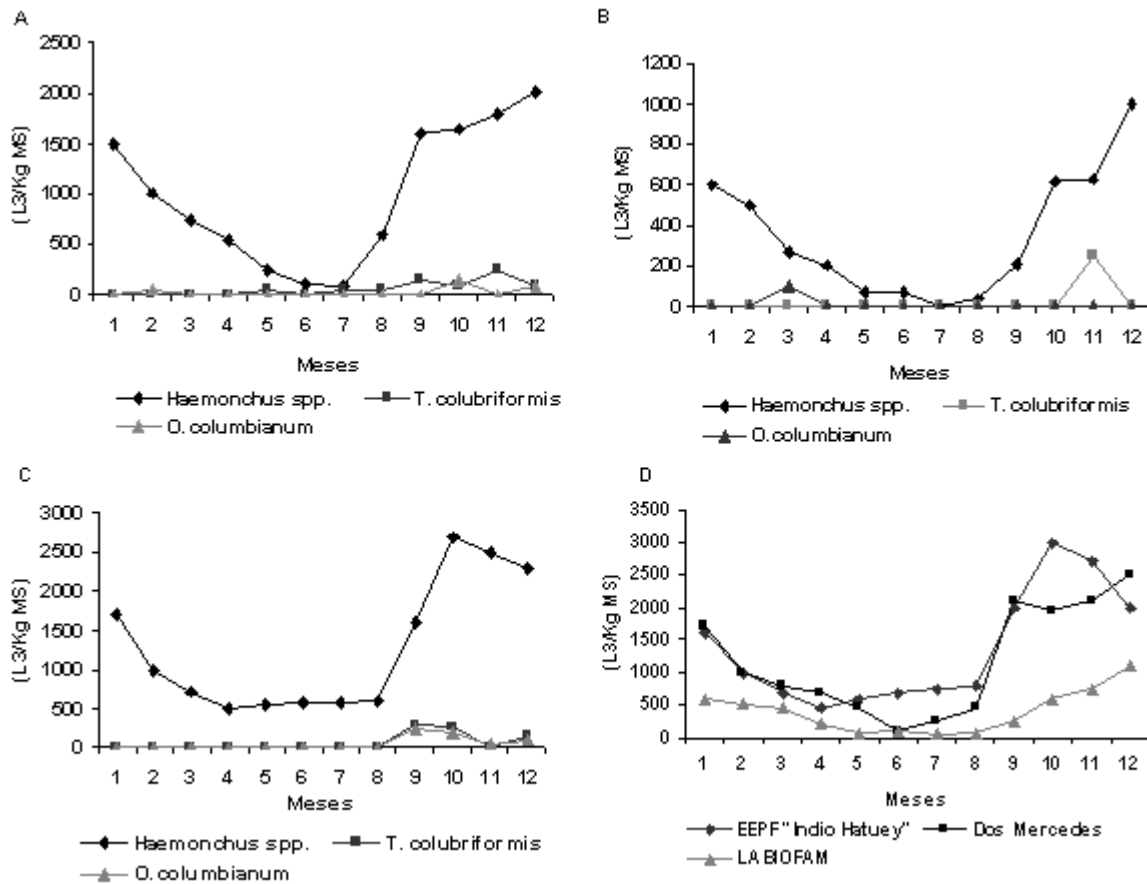 A
( L3/Kg MS)
2500
2000
1500
1000
500
0
1 2 3 4 5 6 7 8 9 10 11 12
Meses
Haemonchus spp. T. colubriformis
O. columbianum
B
( L3/Kg MS)
1200
1000
800
600
400
200
0
1 2 3 4 5 6 7 8 9 10 11 12
Meses
Haemonchus spp. T. colubriformis
O.columbianum
C
( L3/Kg MS)
3000
2500
2000
1500
1000
500
0
1 2 3 4 5 6 7 8 9 10 11 12
Meses
Haemonchus spp. T. colubriformis
O. columbianum
D
(L3/Kg MS)
3500
3000
2500
2000
1500
1000
500
0
1 2 3 4 5 6 7 8 9 10 11 12
Meses
EEPF "Indio Hatuey" Dos Mercedes
LABIOFAM